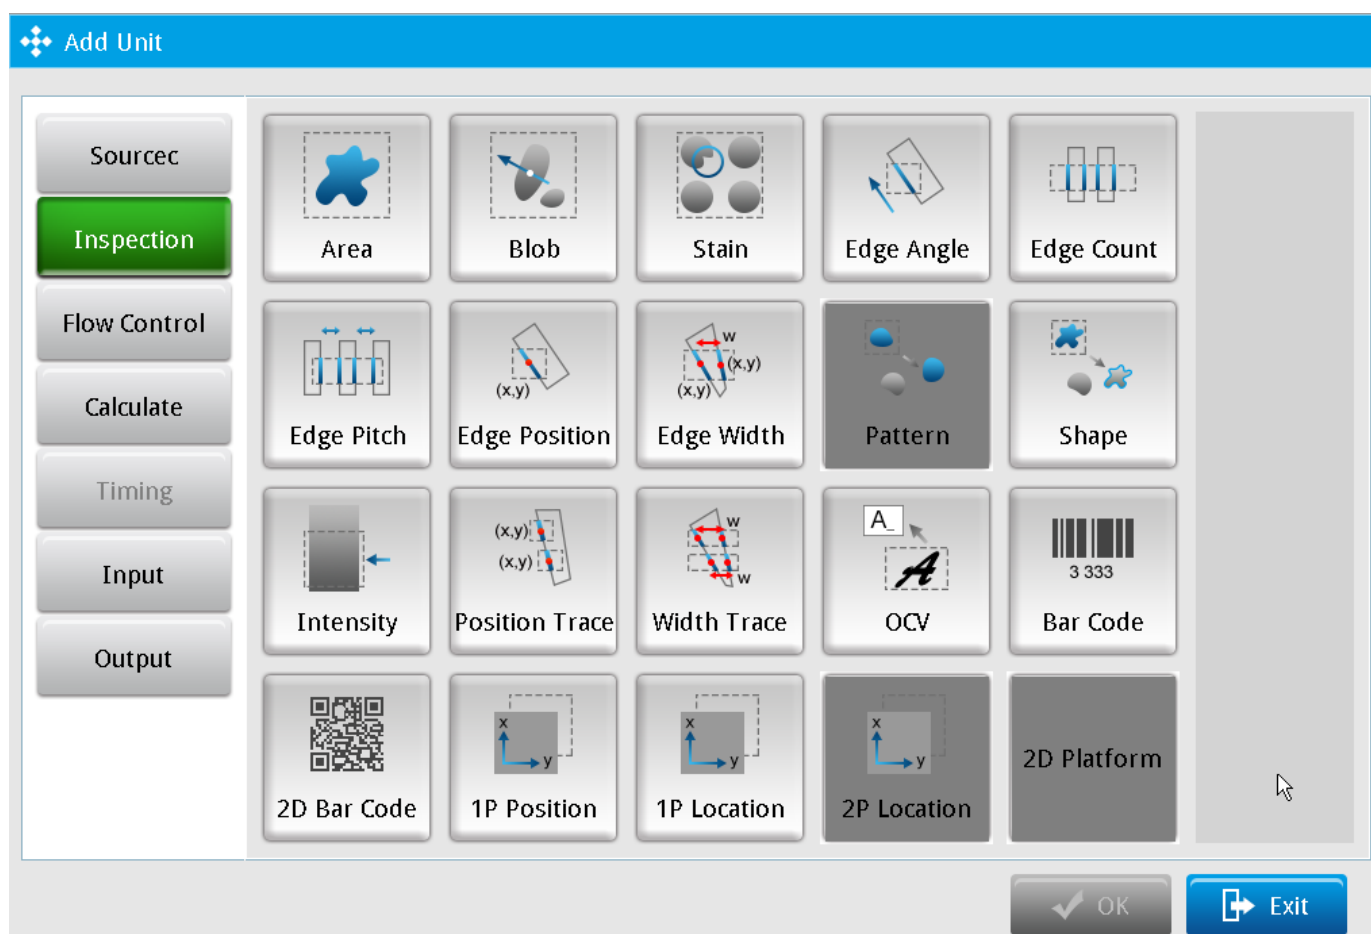 Add Unit
Sourcec
Inspection
Flow Control
Calculate
Timing
Input
Output
Area
Blob
Stain
Edge Angle
Edge Count
(x,y)
w
(x,y)
(x,y)
Edge Pitch
Edge Position
Edge Width
Pattern
Shape
(x,y)
(x,y)
w
w
A_
A
3 333
Intensity
Position Trace
Width Trace
OCV
Bar Code
x
y
x
y
x
y
2D Platform
2D Bar Code
1P Position
1P Location
2P Location
OK
Exit